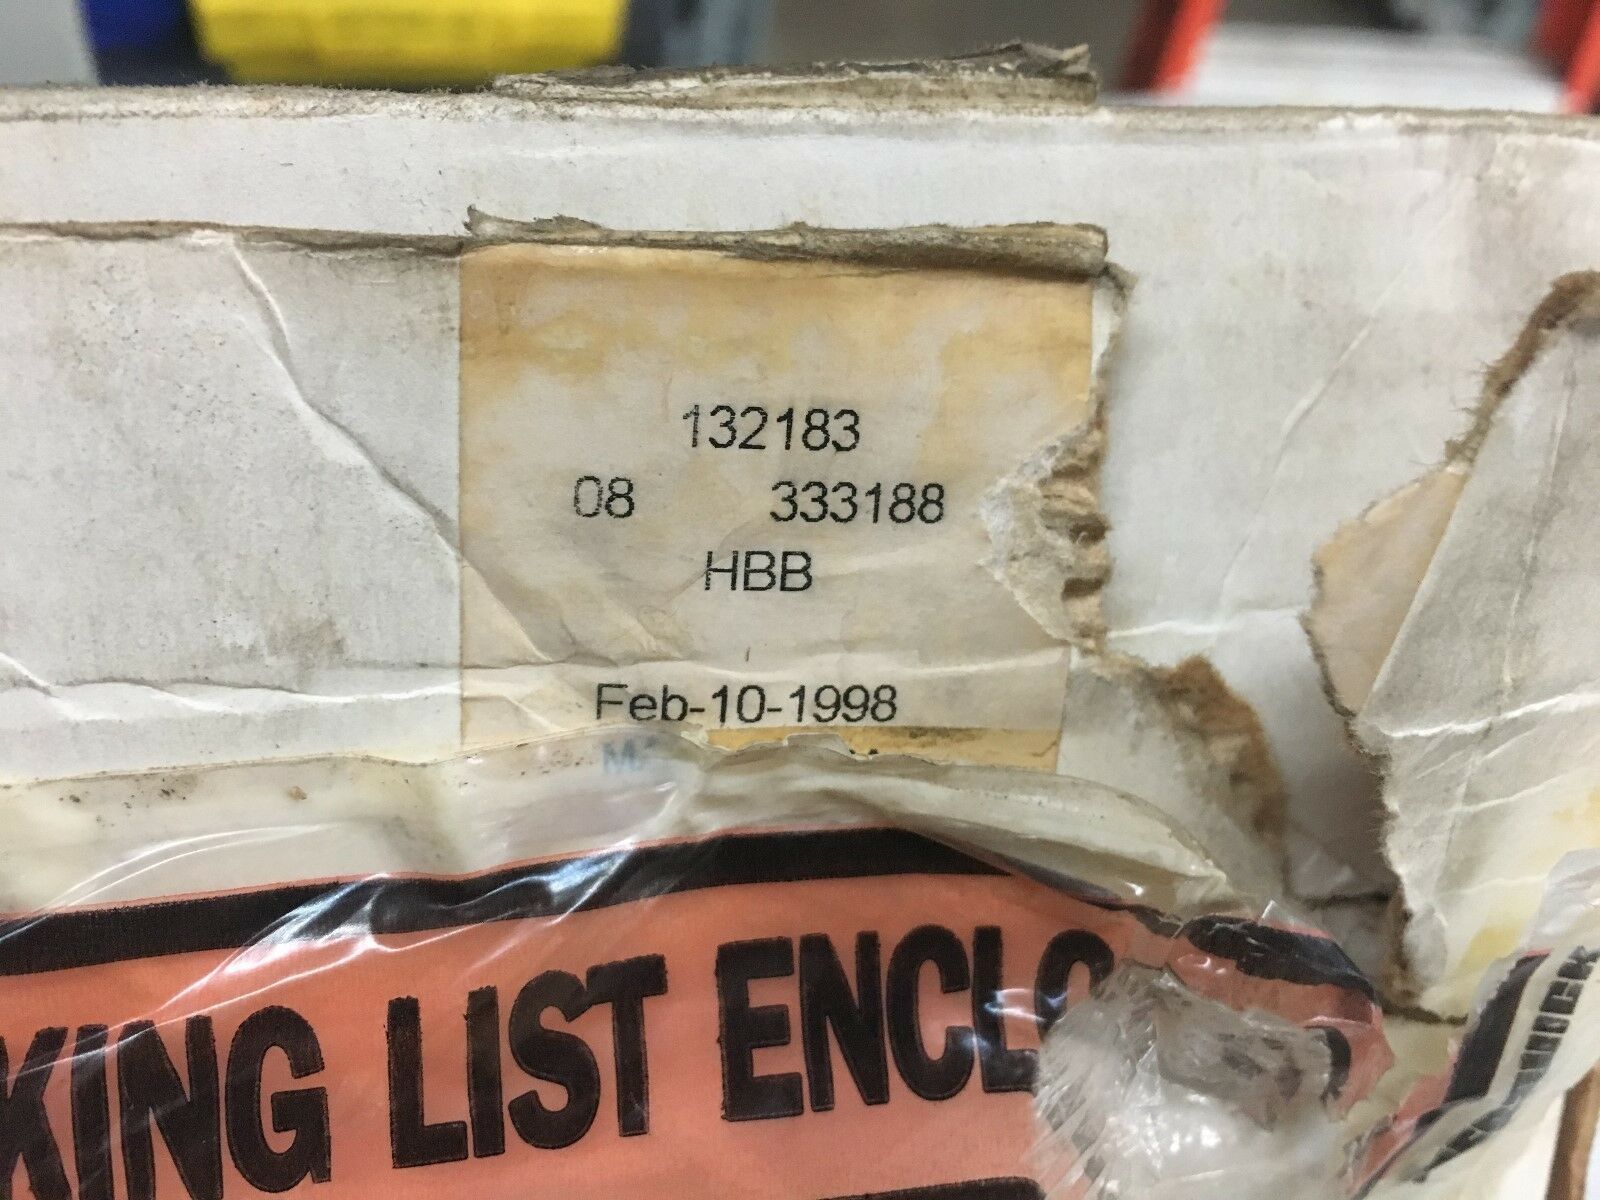 132183
08 333188
HBB
Feb-10-1998
KING LIST ENCLO